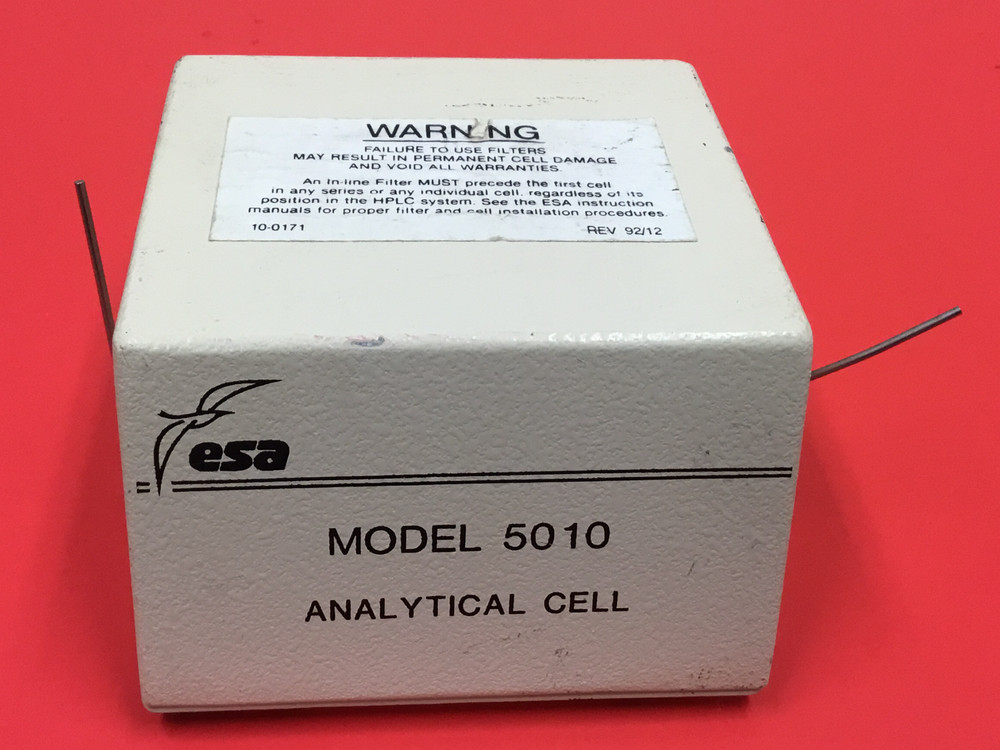 WARNING
FAILURE TO USE FILTERS
MAY RESULT IN PERMANENT CELL DAMAGE
AND VOID ALL WARRANTIES.
An In-line Filter MUST precede the first cell
in any series or any individual cell, regardless of its
position in the HPLC system. See the ESA instruction
manuals for proper filter and cell installation procedures.
10-0171 REV 92/12
esa
MODEL 5010
ANALYTICAL CELL